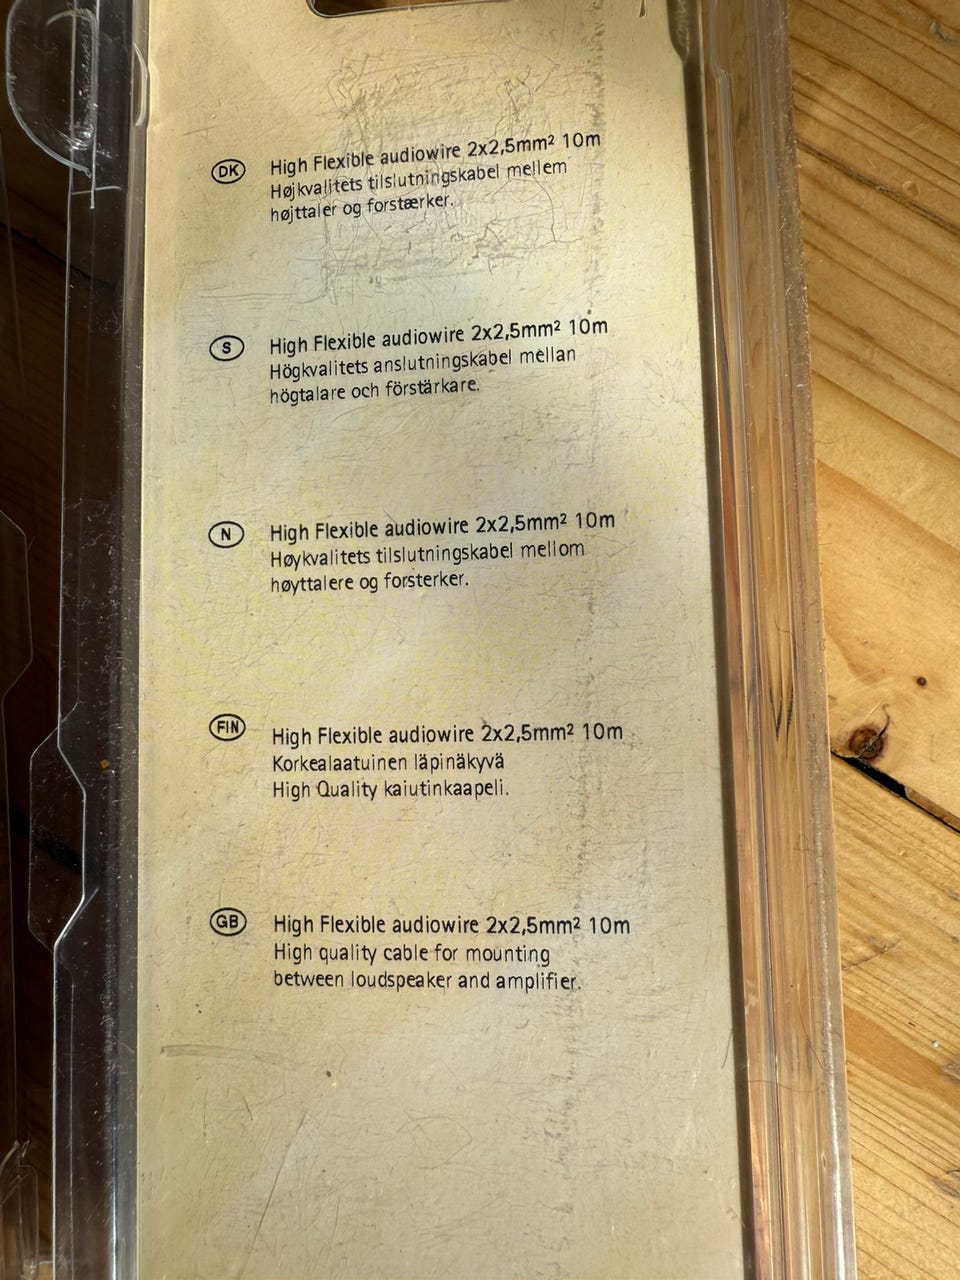 DK High Flexible audiowire 2x2,5mm² 10m
Højkvalitets tilslutningskabel mellem
højttaler og forstærker.
S High Flexible audiowire 2x2,5mm² 10m
Högkvalitets anslutningskabel mellan
högtalare och förstärkare.
N High Flexible audiowire 2x2,5mm² 10m
Høykvalitets tilslutningskabel mellom
høyttalere og forsterker.
FIN High Flexible audiowire 2x2,5mm² 10m
Korkealaatuinen läpinäkyvä
High Quality kaiutinkaapeli.
GB High Flexible audiowire 2x2,5mm² 10m
High quality cable for mounting
between loudspeaker and amplifier.